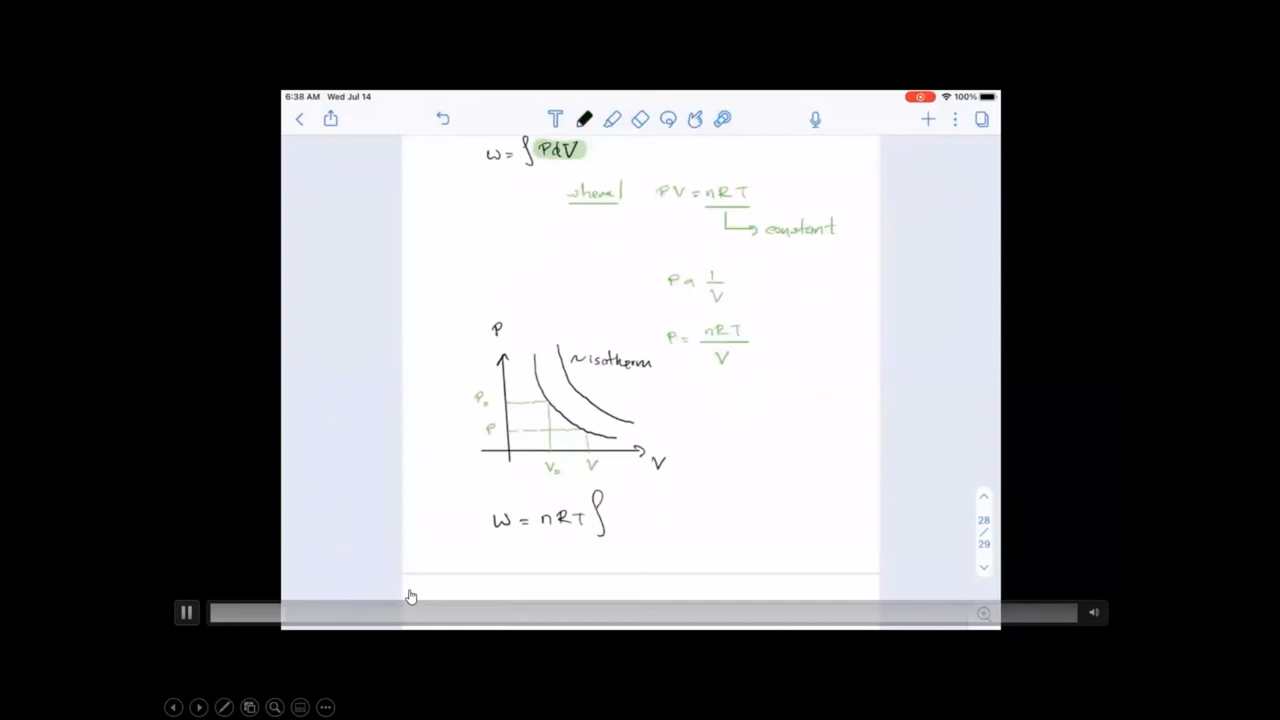 6:38 AM Wed Jul 14
100%
T
w = ∫ PdV
where/ PV = nRT
constant
P α 1/V
P = nRT/V
P
~isotherm
P₀
P
V₀ V
V
W = nRT ∫
28
/
29